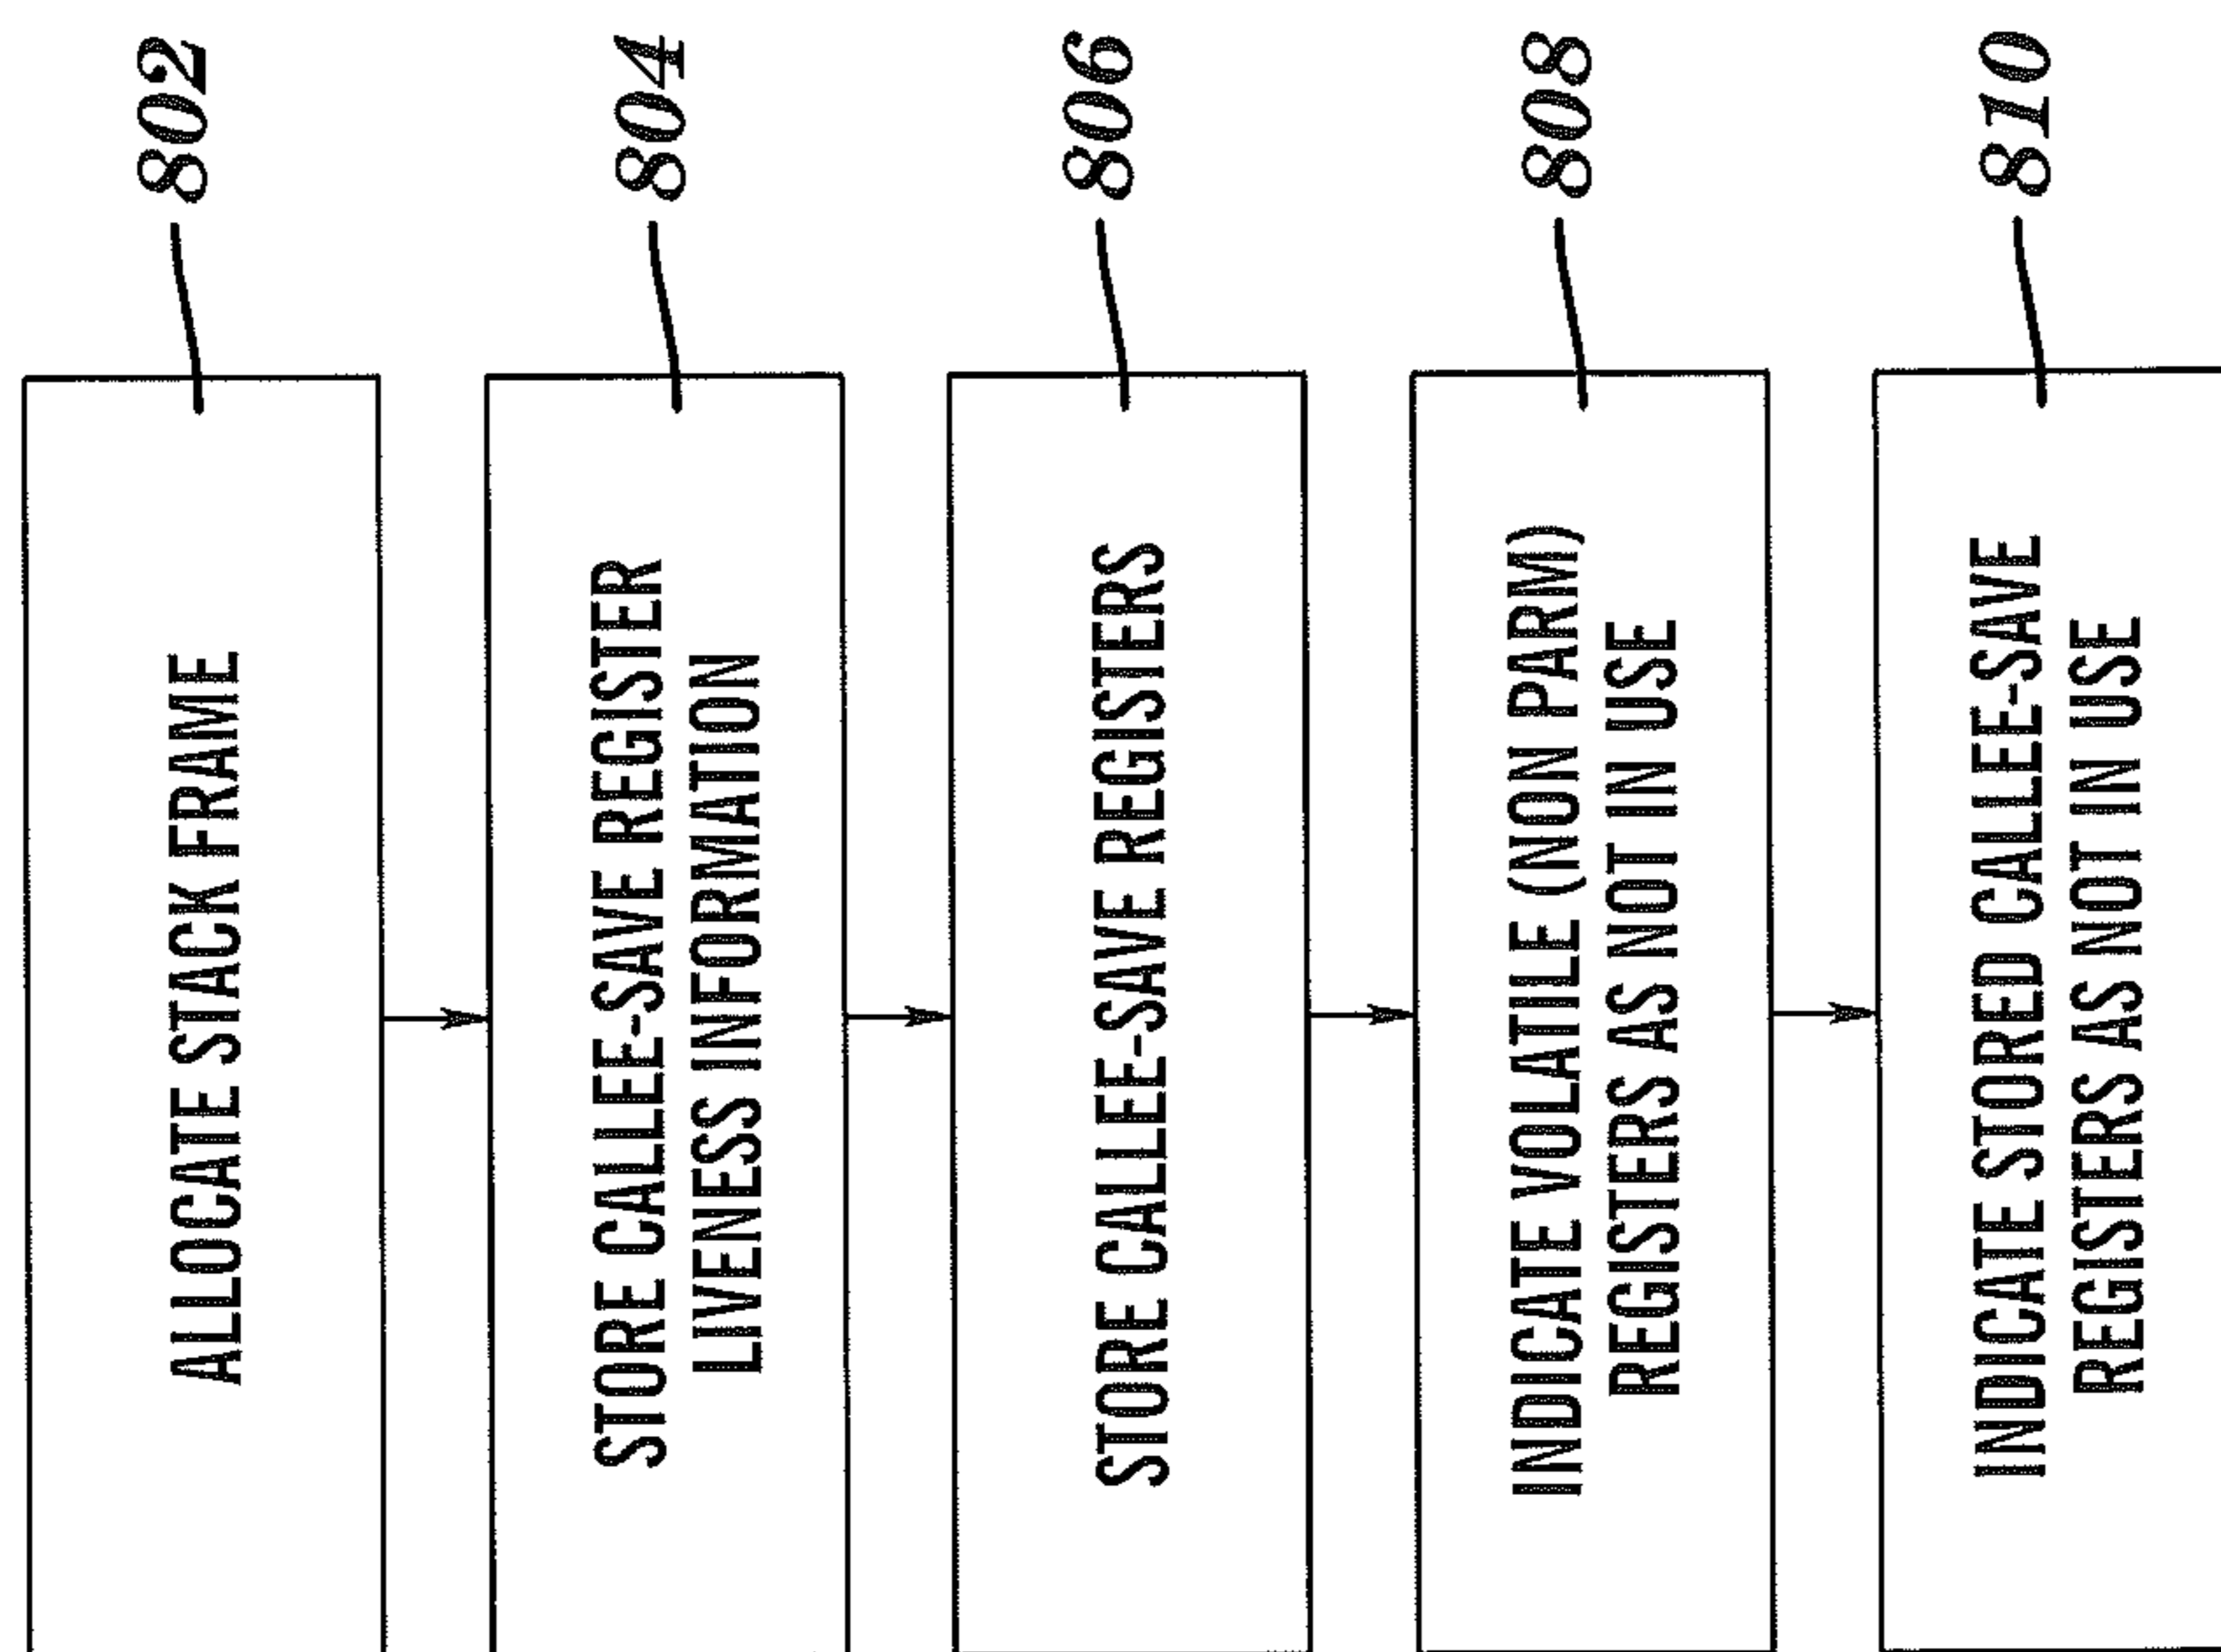 ALLOCATE STACK FRAME
802
STORE CALLEE-SAVE REGISTER
LIVENESS INFORMATION
804
STORE CALLEE-SAVE REGISTERS
806
INDICATE VOLATILE (NON PARM)
REGISTERS AS NOT IN USE
808
INDICATE STORED CALLEE-SAVE
REGISTERS AS NOT IN USE
810